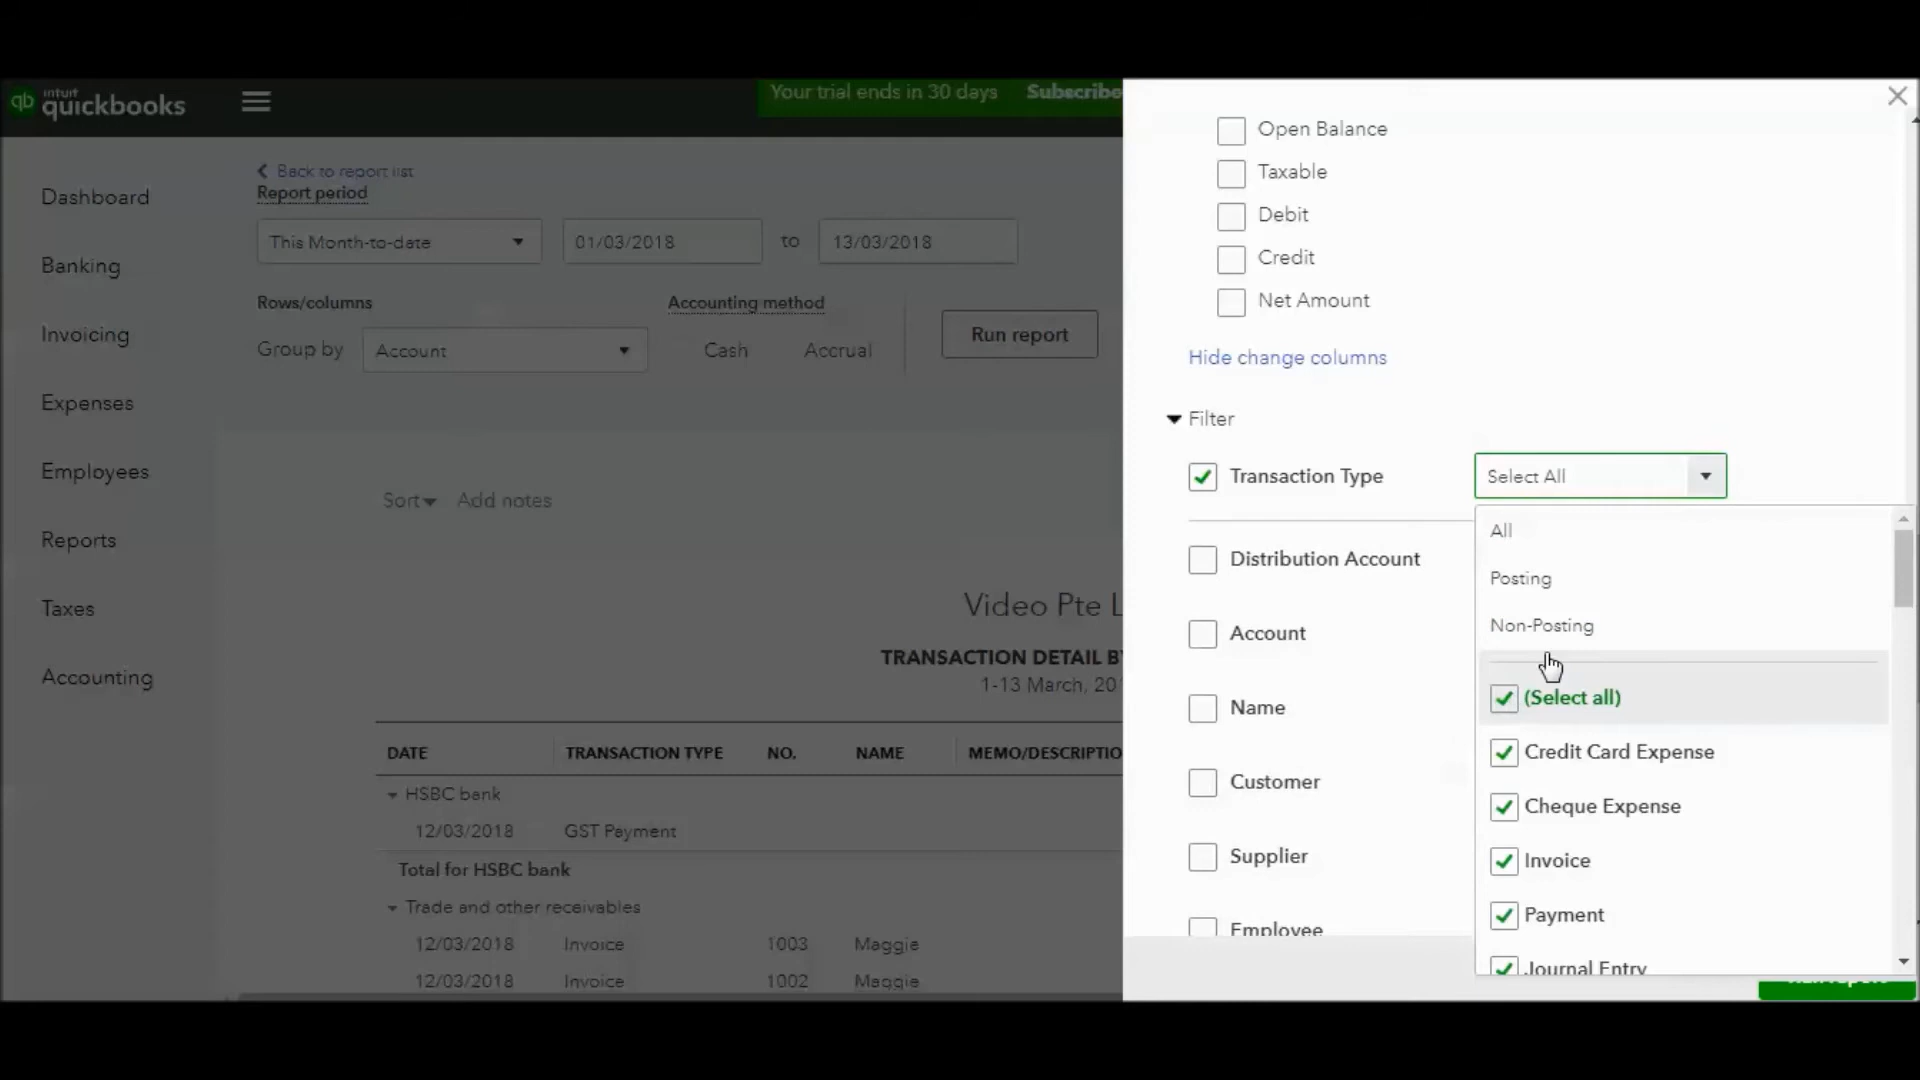 intuit
quickbooks
qb
Your trial ends in 30 days Subscribe
Dashboard
Banking
Invoicing
Expenses
Employees
Reports
Taxes
Accounting
Back to report list
Report period
This Month-to-date 01/03/2018 to 13/03/2018
Rows/columns Accounting method
Group by Account Cash Accrual Run report
Sort Add notes
Video Pte L
TRANSACTION DETAIL B
1-13 March, 20
DATE TRANSACTION TYPE NO. NAME MEMO/DESCRIPTIO
HSBC bank
12/03/2018 GST Payment
Total for HSBC bank
Trade and other receivables
12/03/2018 Invoice 1003 Maggie
12/03/2018 Invoice 1002 Maggie
Open Balance
Taxable
Debit
Credit
Net Amount
Hide change columns
Filter
Transaction Type Select All
Distribution Account
Account
Name
Customer
Supplier
Employee
All
Posting
Non-Posting
(Select all)
Credit Card Expense
Cheque Expense
Invoice
Payment
Journal Entry